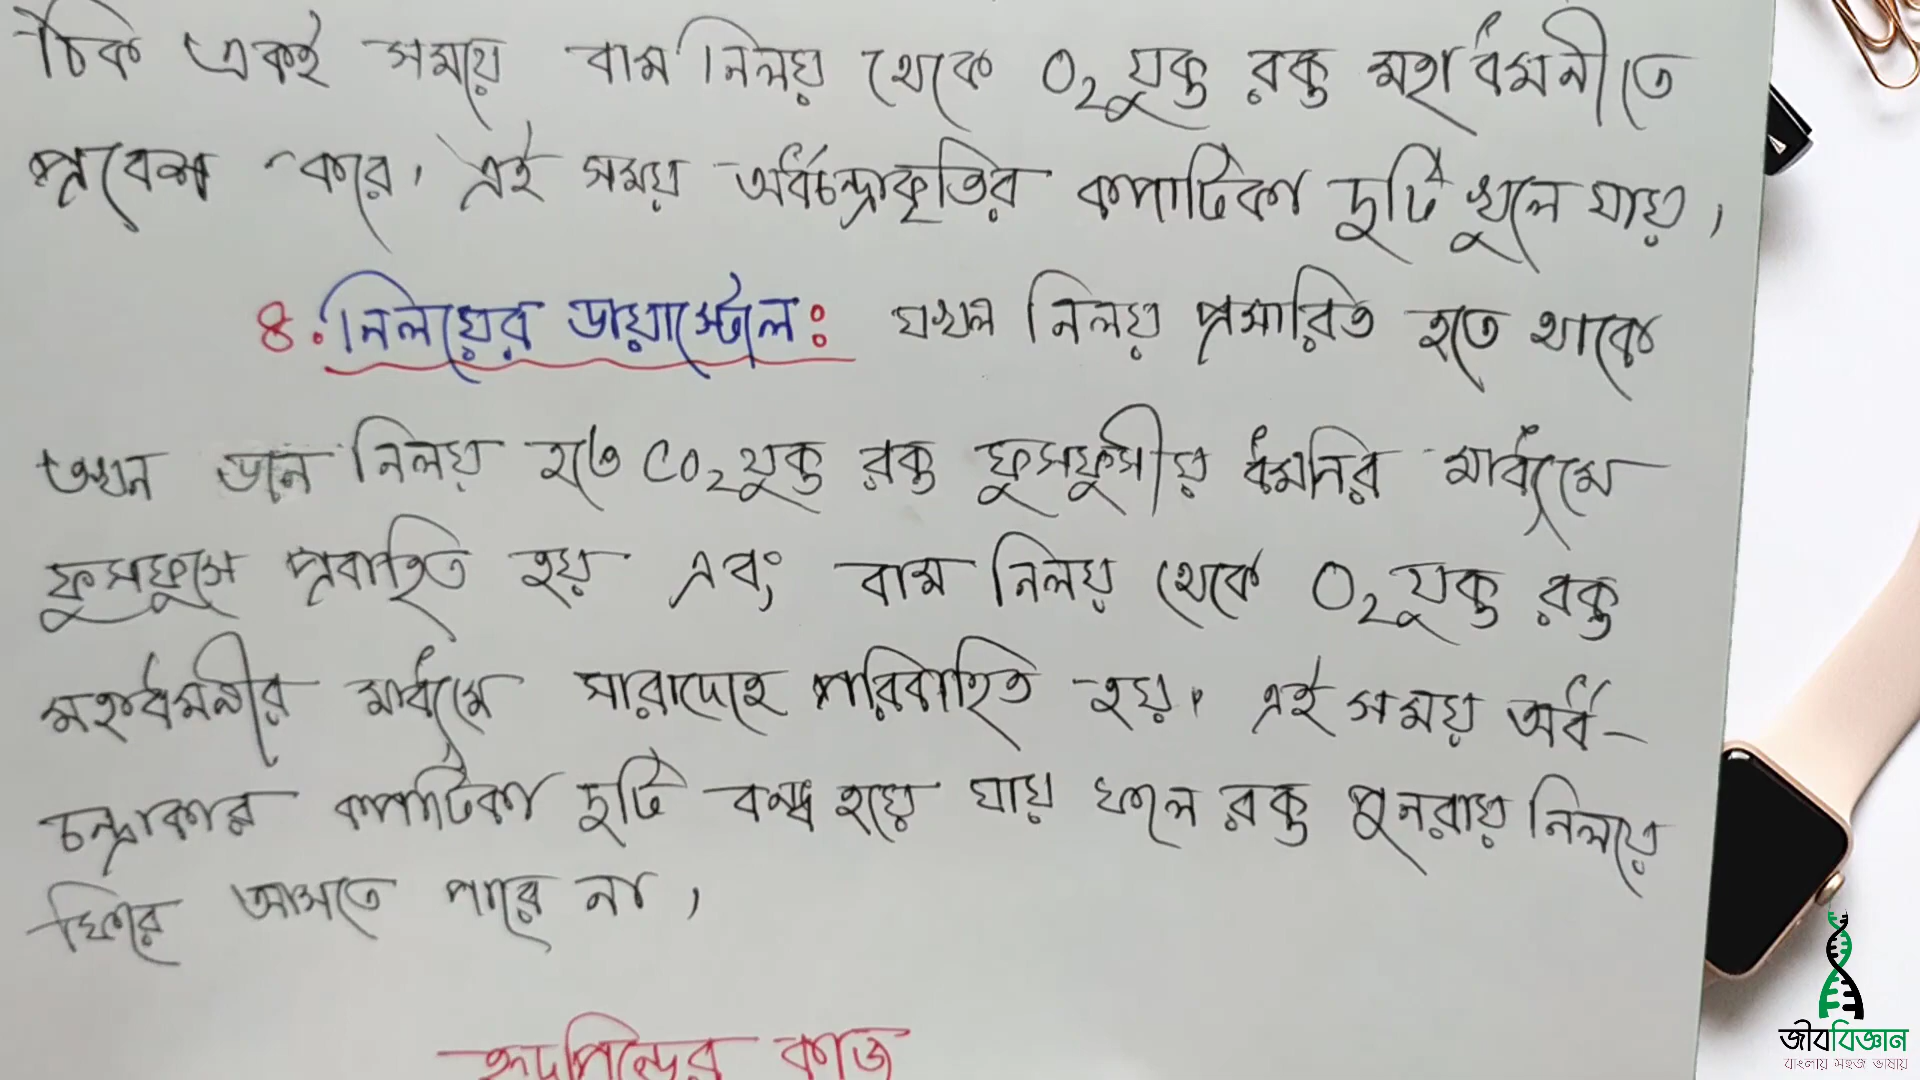 ঠিক একই সময়ে বাম নিলয় থেকে O₂ যুক্ত রক্ত মহাধমনীতে
প্রবেশ করে। এই সময় অর্ধচন্দ্রাকৃতির কপাটিকা দুটি খুলে যায়।
৪. নিলয়ের ডায়াস্টোল: যখন নিলয় প্রসারিত হতে থাকে
তখন ডান নিলয় হতে CO₂ যুক্ত রক্ত ফুসফুসীয় ধমনির মাধ্যমে
ফুসফুসে প্রবাহিত হয় এবং বাম নিলয় থেকে O₂ যুক্ত রক্ত
মহাধমনীর মাধ্যমে সারাদেহে পরিবাহিত হয়। এই সময় অর্ধ-
চন্দ্রাকার কপাটিকা দুটি বন্ধ হয়ে যায় ফলে রক্ত পুনরায় নিলয়ে
ফিরে আসতে পারে না।
হৃদপিন্ডের কাজ
জীববিজ্ঞান
বাংলায় সহজ ভাষায়